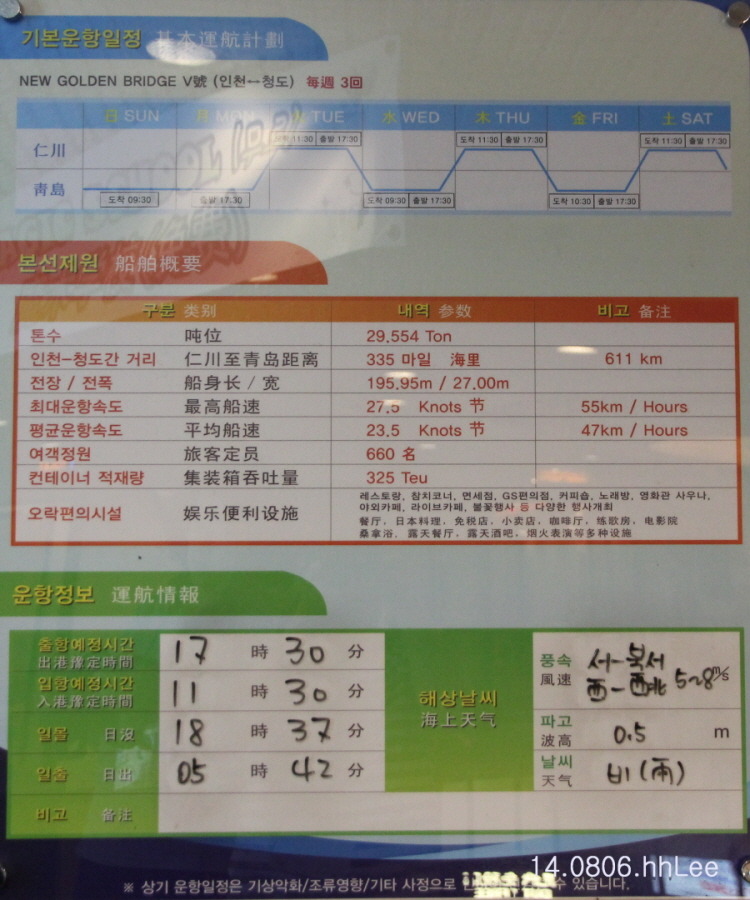 기본운항일정 基本運航計劃
NEW GOLDEN BRIDGE V號 (인천↔청도) 每週 3回
日 SUN 月 MON 火 TUE 水 WED 木 THU 金 FRI 土 SAT
도착 11:30 출발 17:30 도착 11:30 출발 17:30 도착 11:30 출발 17:30
仁川
靑島
도착 09:30 출발 17:30 도착 09:30 출발 17:30 도착 10:30 출발 17:30
본선제원 船舶概要
구분 类别 내역 参数 비고 备注
톤수 吨位 29.554 Ton
인천-청도간 거리 仁川至青岛距离 335 마일 海里 611 km
전장 / 전폭 船身长 / 宽 195.95m / 27.00m
최대운항속도 最高船速 27.5 Knots 节 55km / Hours
평균운항속도 平均船速 23.5 Knots 节 47km / Hours
여객정원 旅客定员 660 名
컨테이너 적재량 集装箱吞吐量 325 Teu
오락편의시설 娱乐便利设施
레스토랑, 참치코너, 면세점, GS편의점, 커피숍, 노래방, 영화관 사우나,
야외카페, 라이브카페, 불꽃행사 등 다양한 행사개최
餐厅, 日本料理, 免税店, 小卖店, 咖啡厅, 练歌房, 电影院
桑拿浴, 露天餐厅, 露天酒吧, 烟火表演等多种设施
운항정보 運航情報
출항예정시간
出港豫定時間
17 時 30 分
입항예정시간
入港豫定時間
11 時 30 分
일몰 日沒 18 時 37 分
일출 日出 05 時 42 分
비고 备注
해상날씨
海上天气
풍속
風速
서-북서
西-西北 5~8 m/s
파고
波高
0.5 m
날씨
天气
비 (雨)
※ 상기 운항일정은 기상악화/조류영향/기타 사정으로 수 있습니다.
14.0806.hhLee